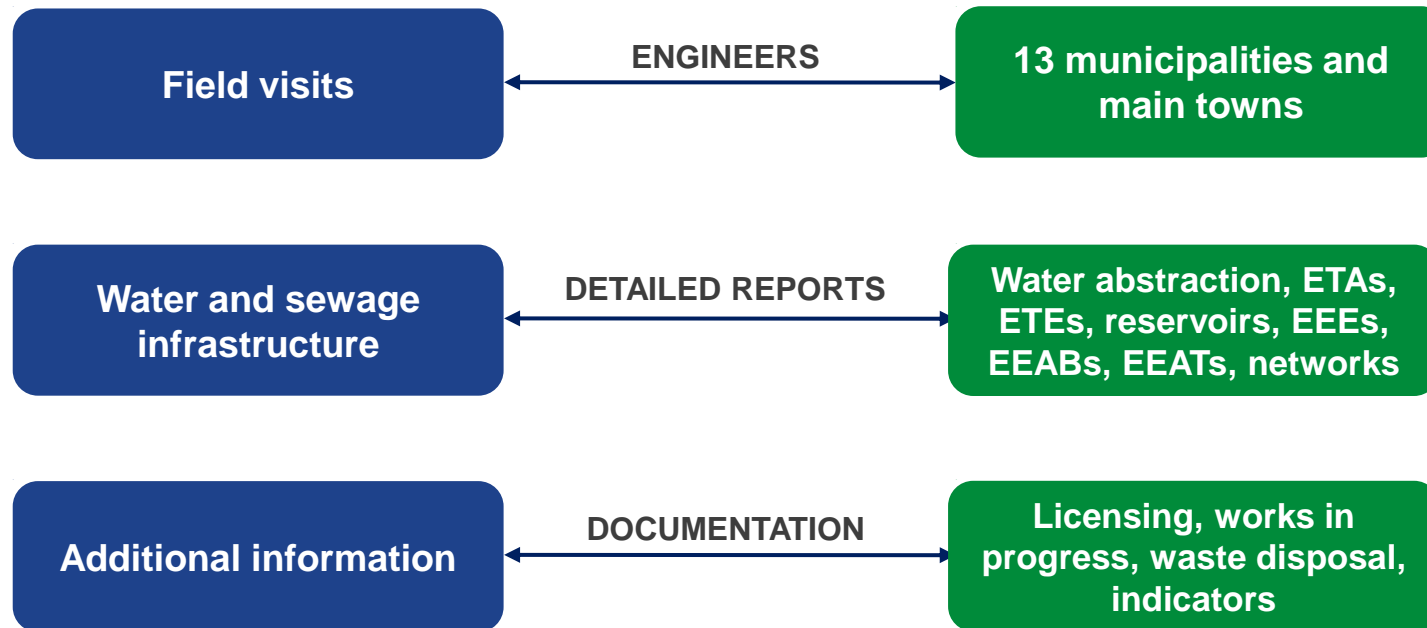 Field visits
ENGINEERS
13 municipalities and
main towns
Water and sewage
infrastructure
DETAILED REPORTS
Water abstraction, ETAs,
ETEs, reservoirs, EEEs,
EEABs, EEATs, networks
Additional information
DOCUMENTATION
Licensing, works in
progress, waste disposal,
indicators